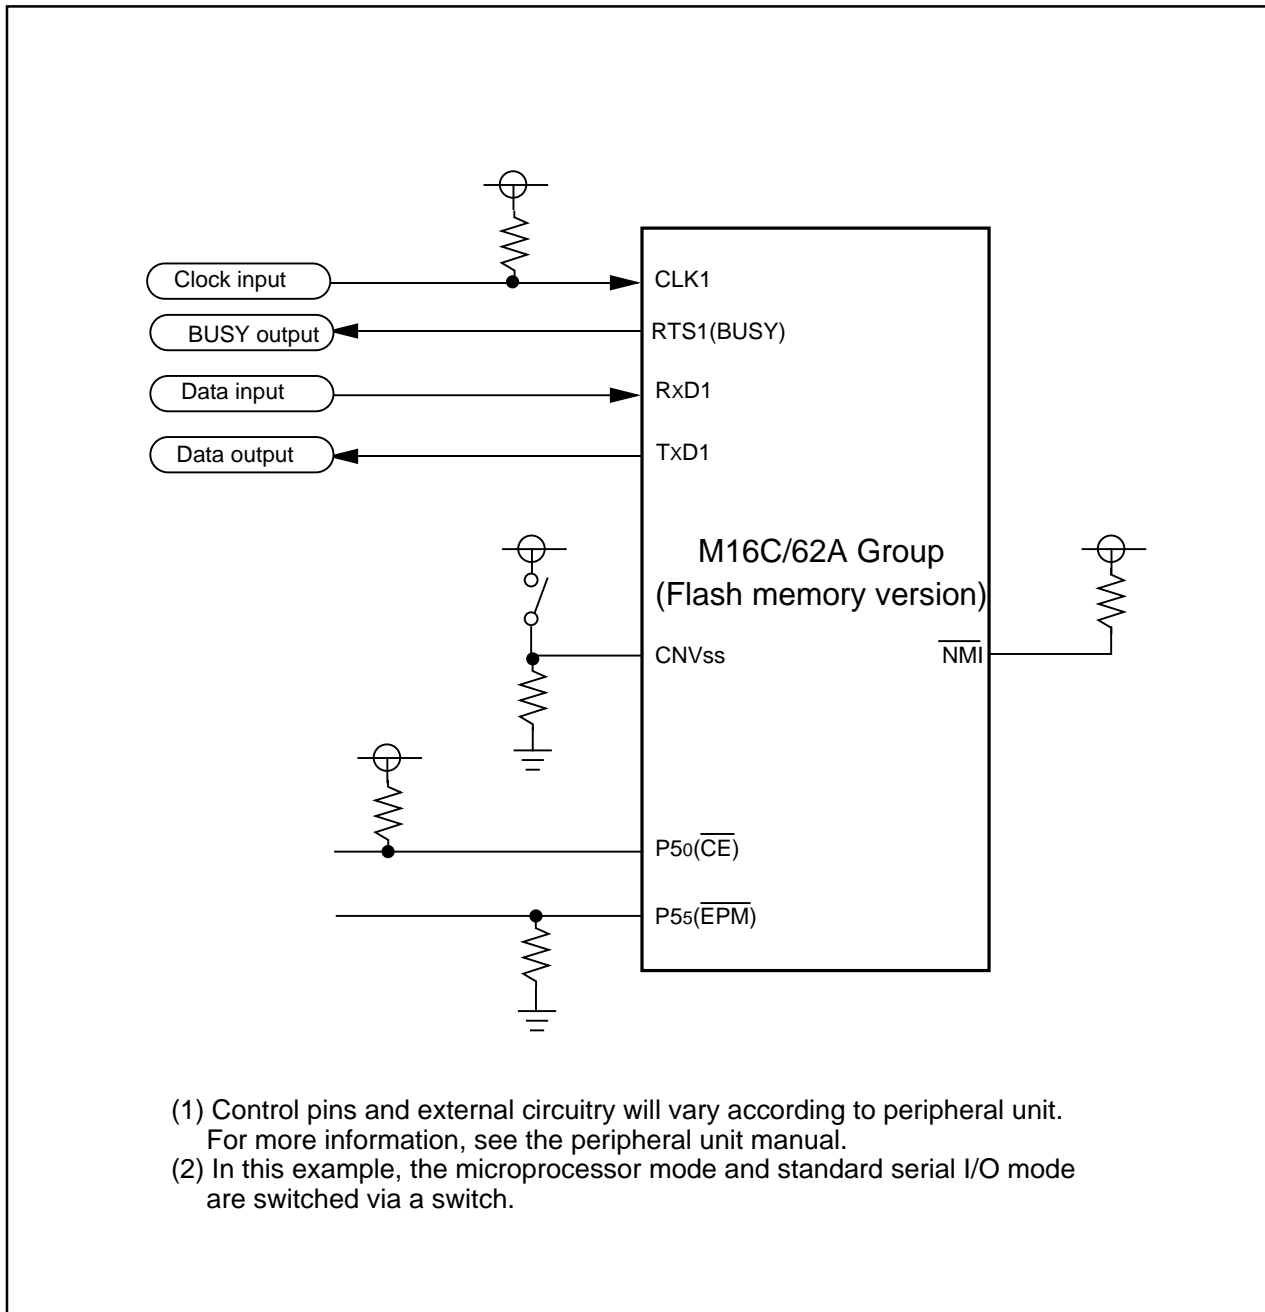 Clock input
CLK1
BUSY output
RTS1(BUSY)
Data input
RxD1
Data output
TxD1
M16C/62A Group
(Flash memory version)
CNVss
NMI
P50(CE)
P55(EPM)
(1) Control pins and external circuitry will vary according to peripheral unit.
For more information, see the peripheral unit manual.
(2) In this example, the microprocessor mode and standard serial I/O mode
are switched via a switch.